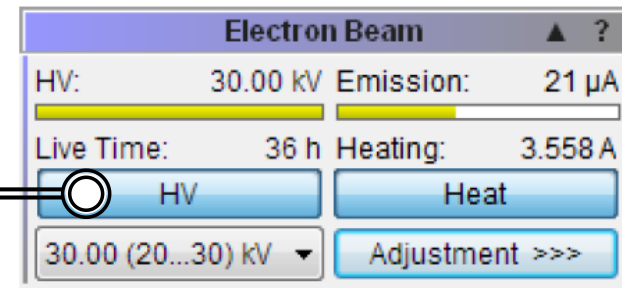 Electron Beam ▲ ?
HV: 30.00 kV Emission: 21 µA
Live Time: 36 h Heating: 3.558 A
HV Heat
30.00 (20...30) kV ▼ Adjustment >>>